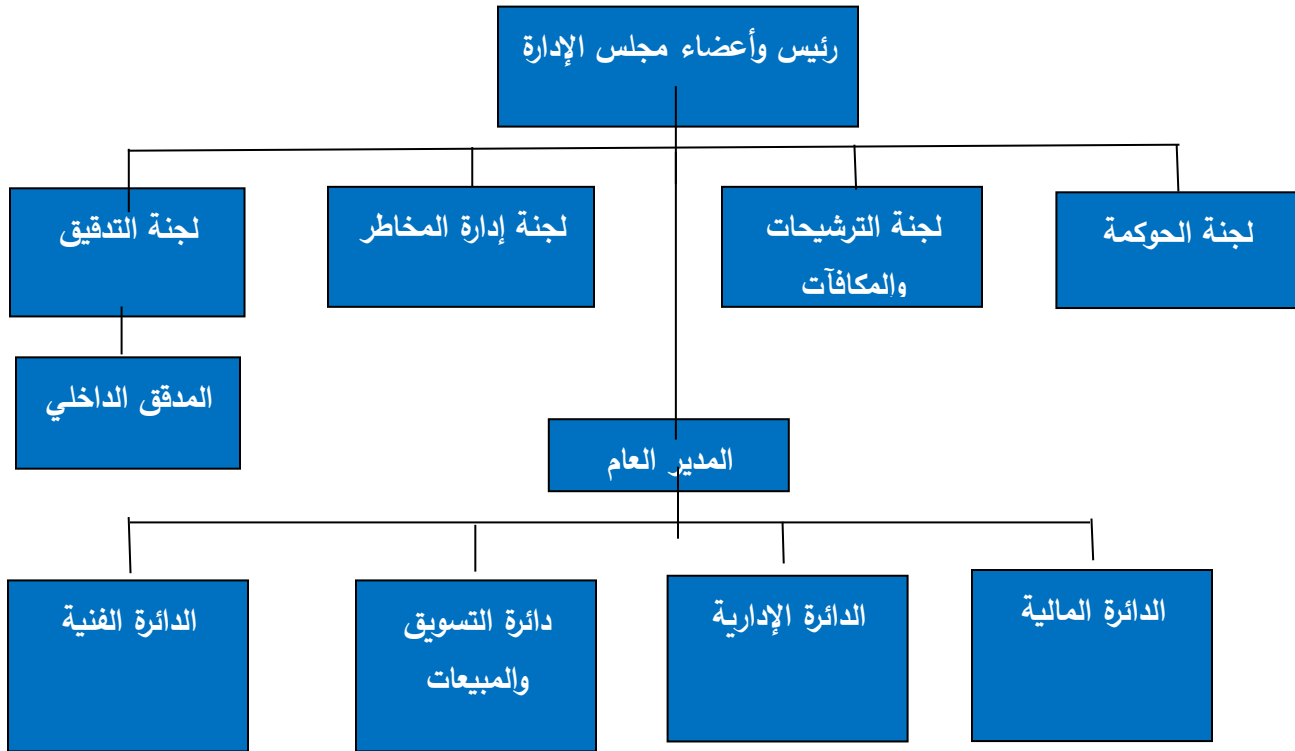 رئيس وأعضاء مجلس الإدارة
لجنة الحوكمة
لجنة الترشيحات
والمكافآت
لجنة إدارة المخاطر
لجنة التدقيق
المدقق الداخلي
المدير العام
الدائرة المالية
الدائرة الإدارية
دائرة التسويق
والمبيعات
الدائرة الفنية